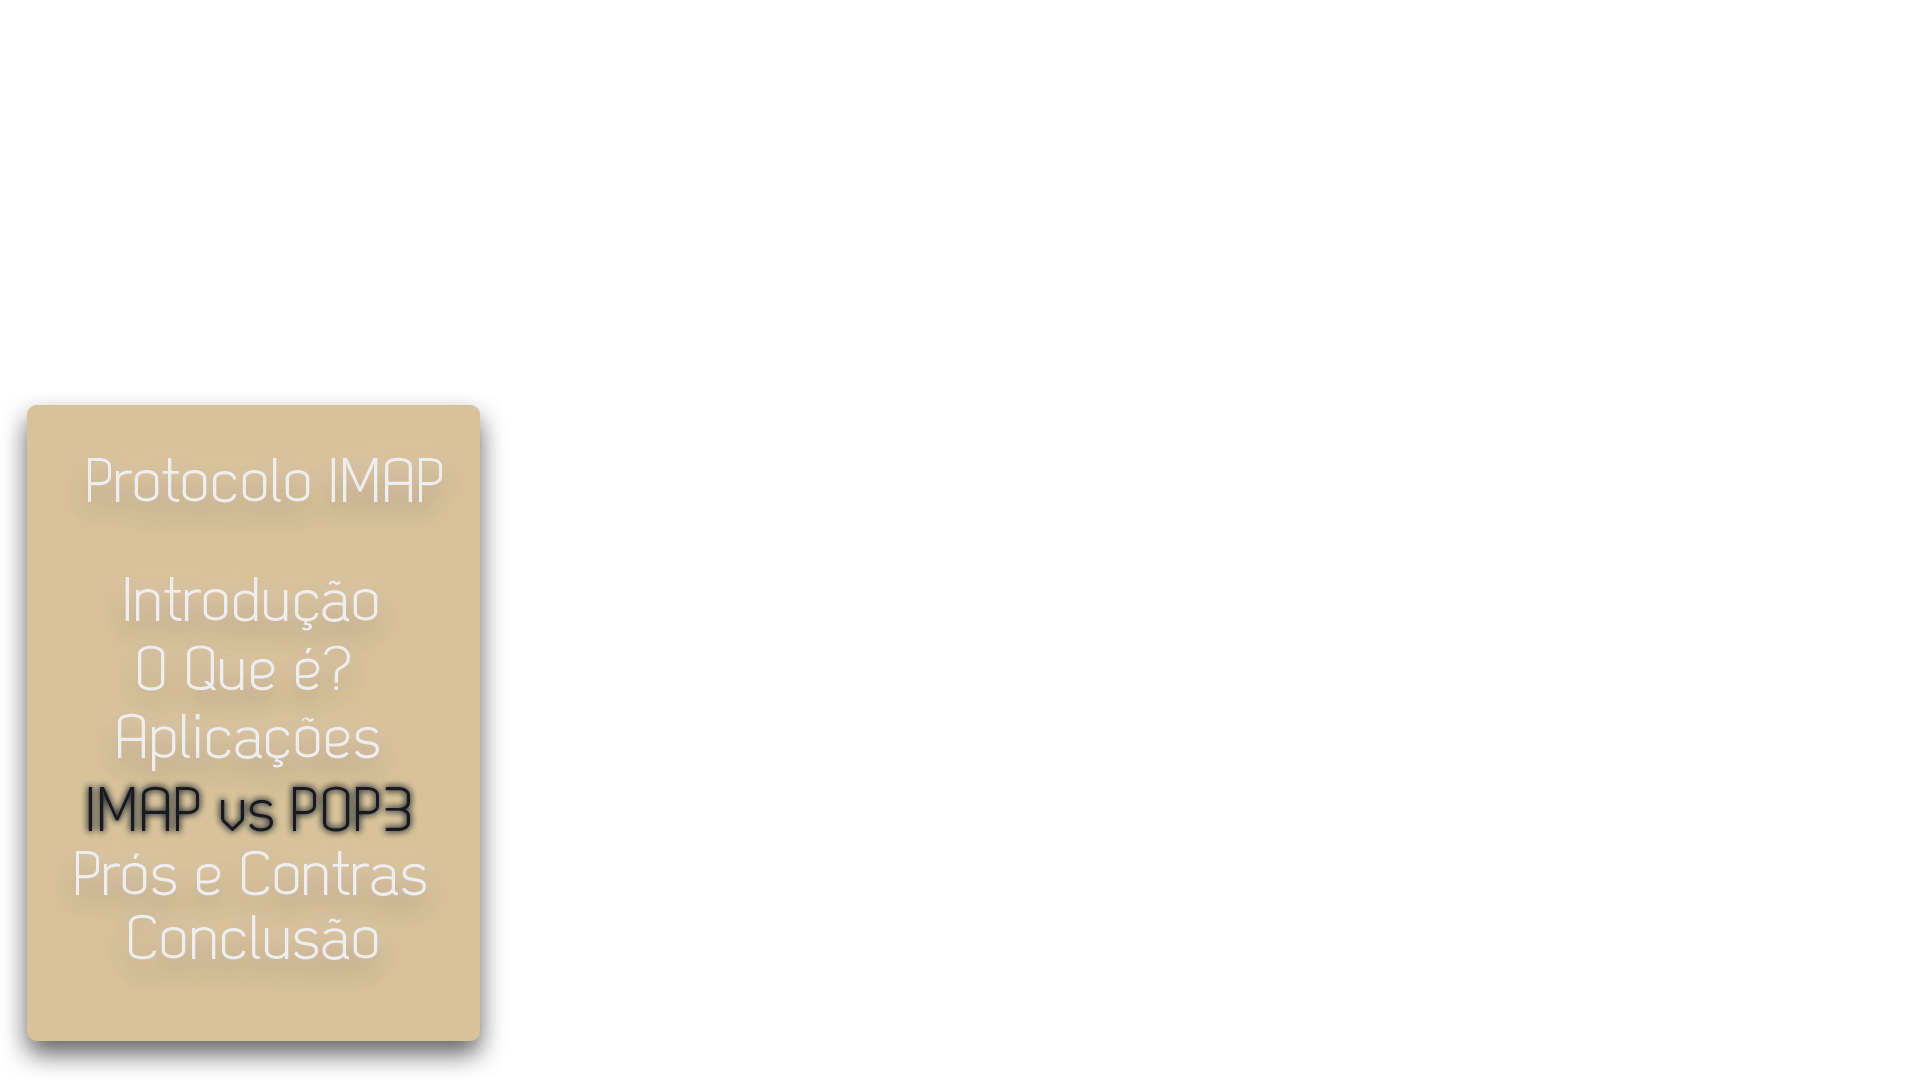 Protocolo IMAP
Introdução
O Que é?
Aplicações
IMAP vs POP3
Prós e Contras
Conclusão